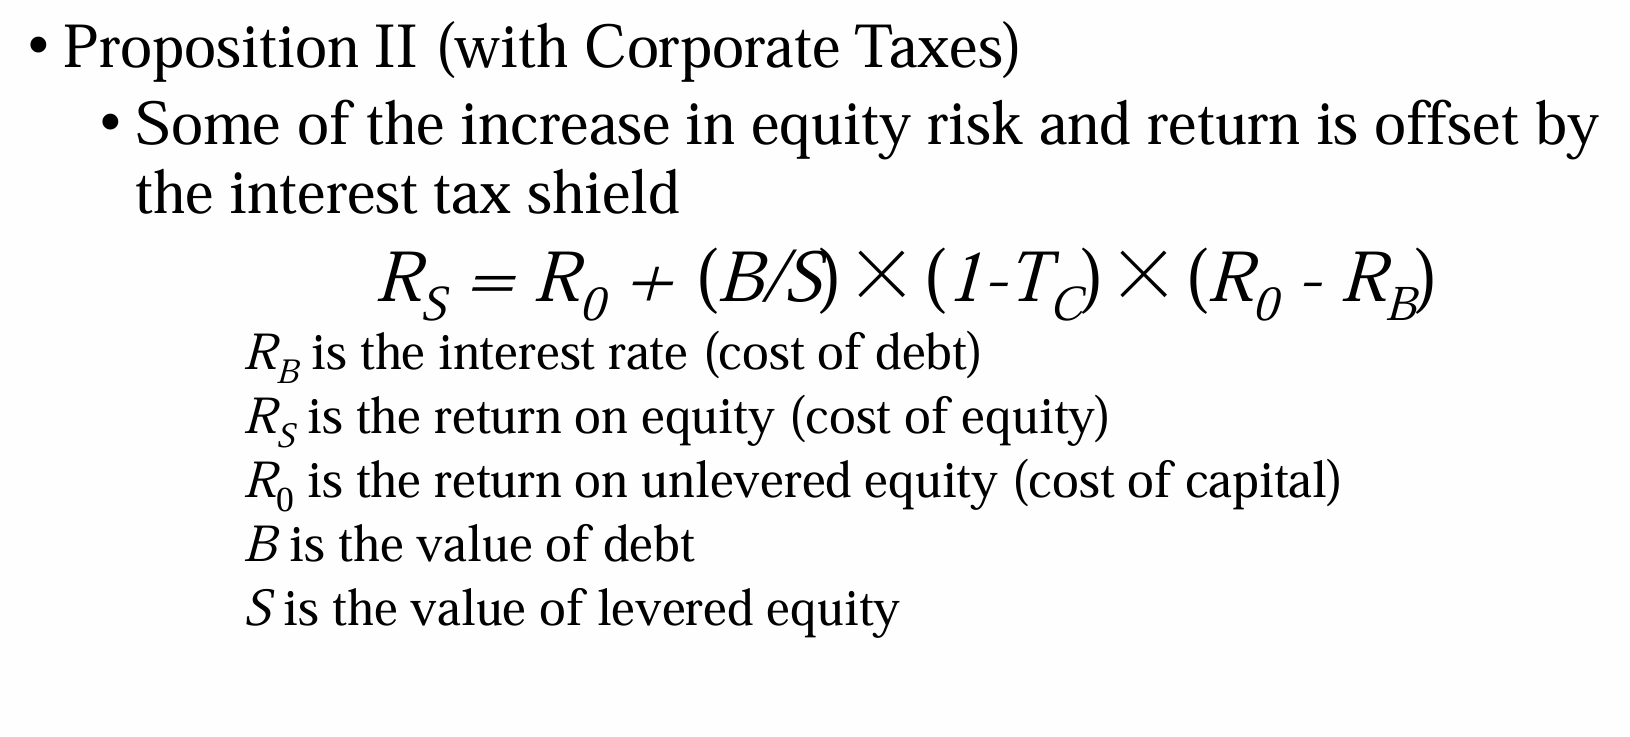 • Proposition II (with Corporate Taxes)
• Some of the increase in equity risk and return is offset by
the interest tax shield
R_S = R_0 + (B/S) × (1-T_C) × (R_0 - R_B)
R_B is the interest rate (cost of debt)
R_S is the return on equity (cost of equity)
R_0 is the return on unlevered equity (cost of capital)
B is the value of debt
S is the value of levered equity